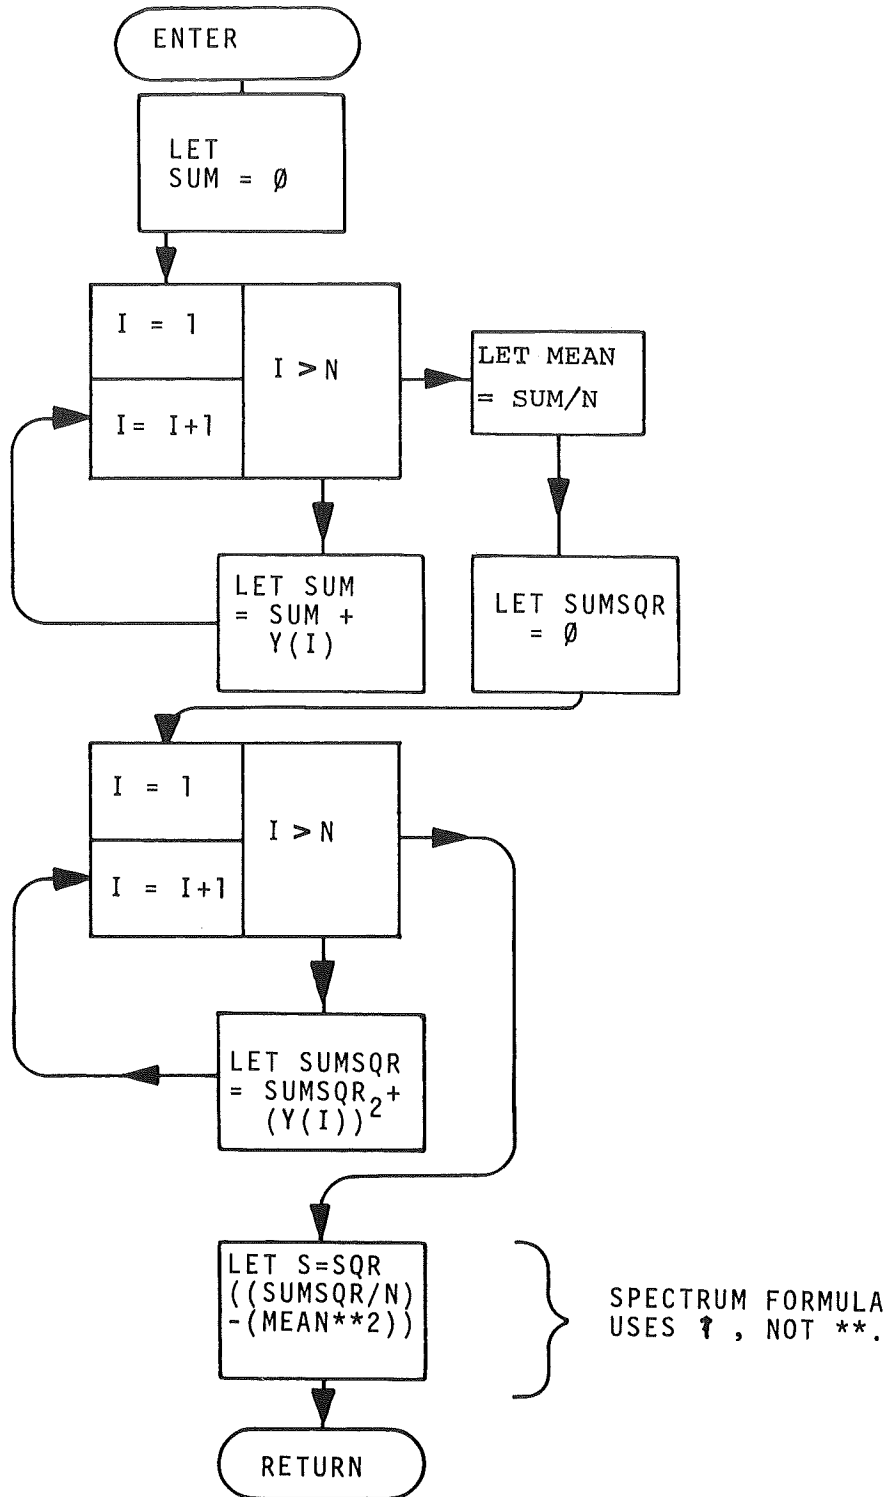 ENTER
LET
SUM = Ø
I = 1
I > N
I= I+1
LET MEAN
= SUM/N
LET SUM
= SUM +
Y(I)
LET SUMSQR
= Ø
I = 1
I > N
I = I+1
LET SUMSQR
= SUMSQR +
(Y(I))²
LET S=SQR
((SUMSQR/N)
-(MEAN**2))
SPECTRUM FORMULA
USES ↑ , NOT **.
RETURN